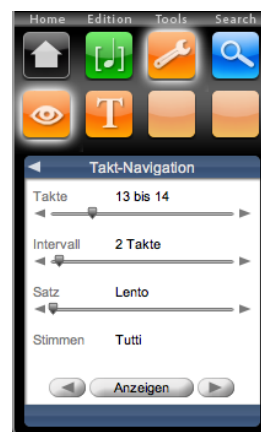 Home Edition Tools Search
T
Takt-Navigation
Takte 13 bis 14
Intervall 2 Takte
Satz Lento
Stimmen Tutti
Anzeigen